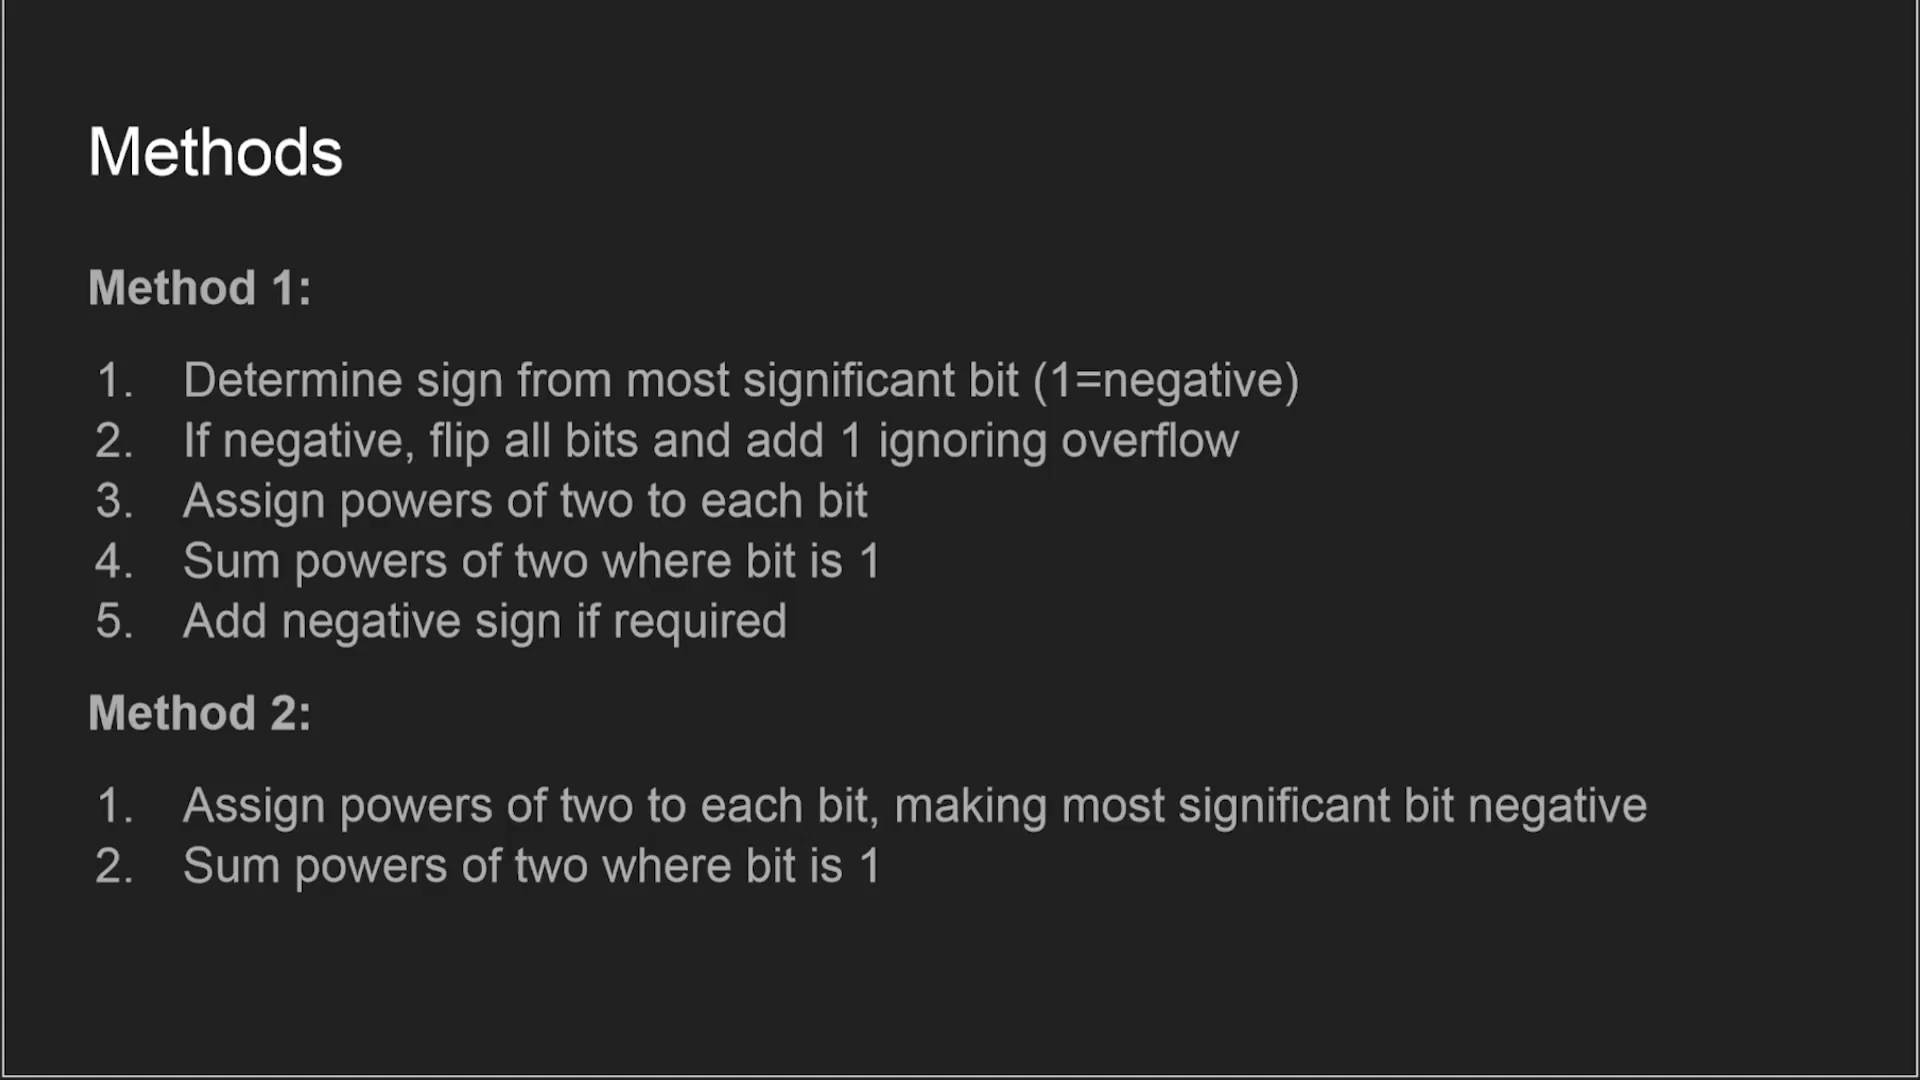 Methods
Method 1:
1. Determine sign from most significant bit (1=negative)
2. If negative, flip all bits and add 1 ignoring overflow
3. Assign powers of two to each bit
4. Sum powers of two where bit is 1
5. Add negative sign if required
Method 2:
1. Assign powers of two to each bit, making most significant bit negative
2. Sum powers of two where bit is 1